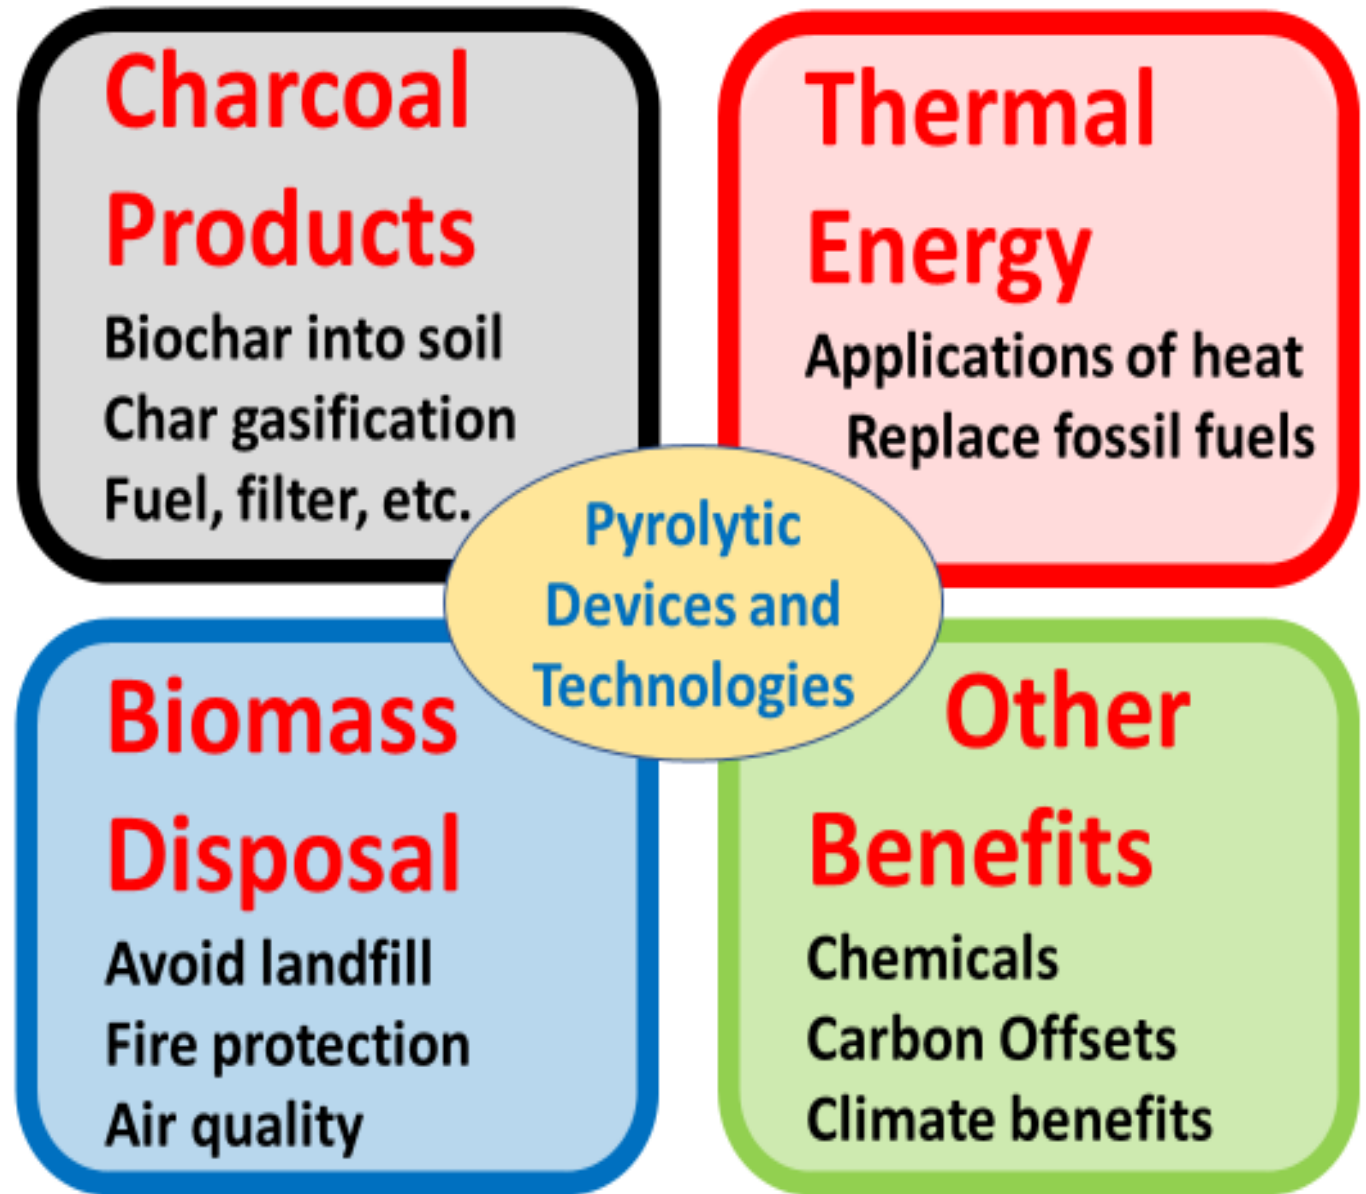 Charcoal
Products
Biochar into soil
Char gasification
Fuel, filter, etc.
Thermal
Energy
Applications of heat
Replace fossil fuels
Pyrolytic
Devices and
Technologies
Biomass
Disposal
Avoid landfill
Fire protection
Air quality
Other
Benefits
Chemicals
Carbon Offsets
Climate benefits